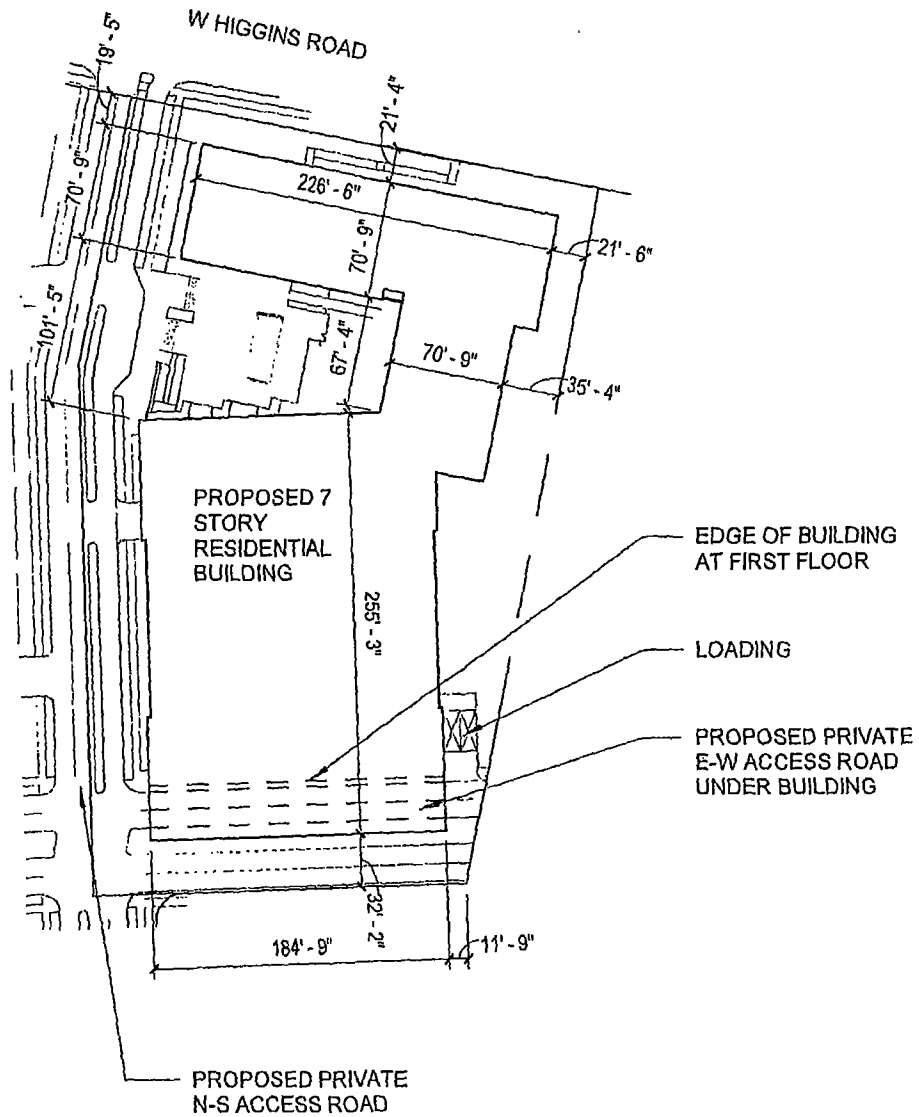 W HIGGINS ROAD
19' - 5"
21' - 4"
226' - 6"
70' - 9"
70' - 9"
21' - 6"
101' - 5"
67' - 4"
70' - 9"
35' - 4"
PROPOSED 7
STORY
RESIDENTIAL
BUILDING
EDGE OF BUILDING
AT FIRST FLOOR
255' - 3"
LOADING
PROPOSED PRIVATE
E-W ACCESS ROAD
UNDER BUILDING
32' - 2"
184' - 9"
11' - 9"
PROPOSED PRIVATE
N-S ACCESS ROAD